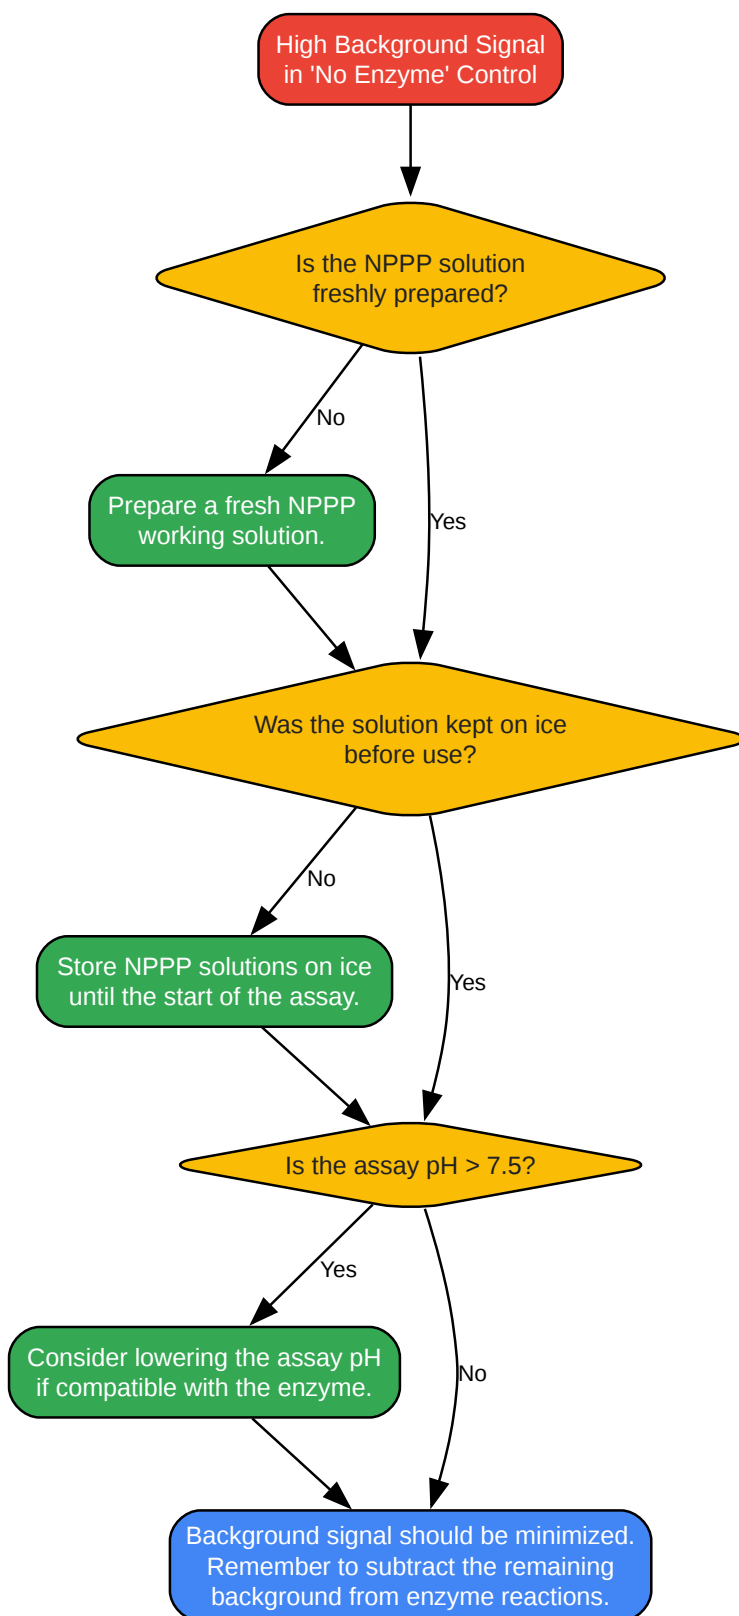 High Background Signal
in 'No Enzyme' Control
Is the NPPP solution
freshly prepared?
No
Prepare a fresh NPPP
working solution.
Yes
Was the solution kept on ice
before use?
No
Store NPPP solutions on ice
until the start of the assay.
Yes
Is the assay pH > 7.5?
Yes
Consider lowering the assay pH
if compatible with the enzyme.
No
Background signal should be minimized.
Remember to subtract the remaining
background from enzyme reactions.